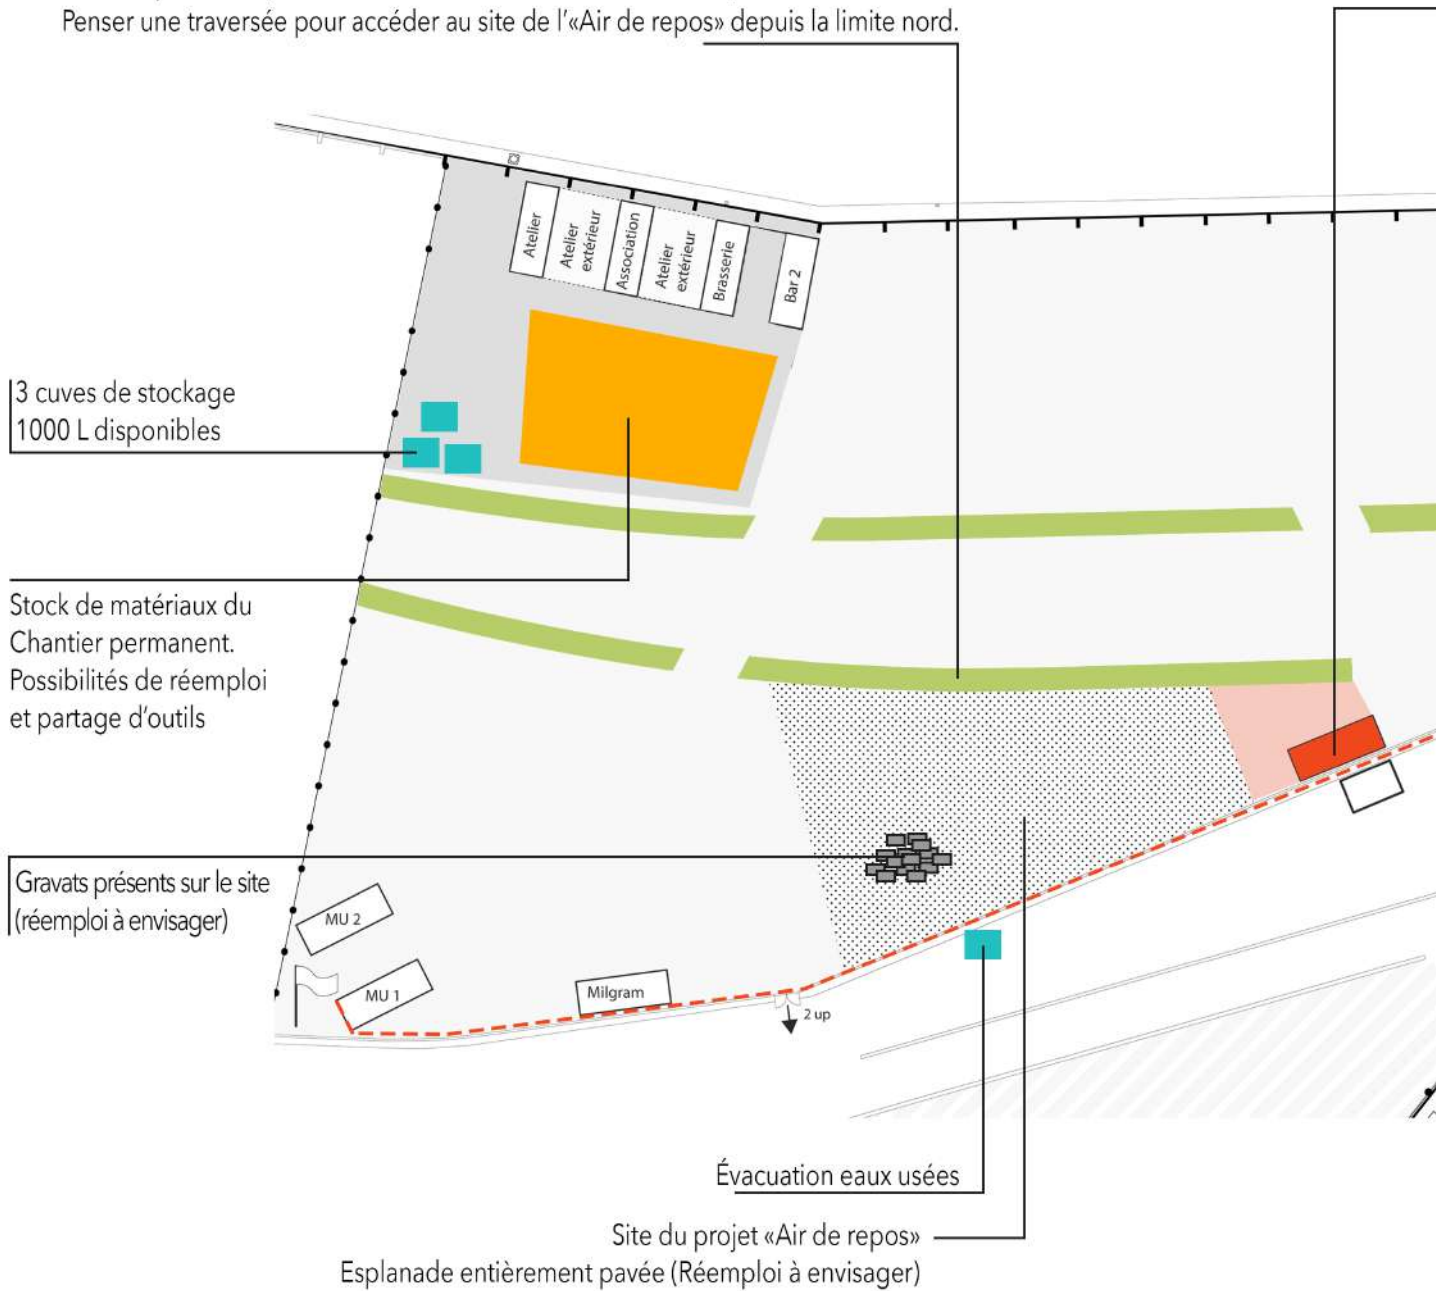 Penser une traversée pour accéder au site de l'«Air de repos» depuis la limite nord.
Atelier
Atelier
extérieur
Association
Atelier
extérieur
Brasserie
Bar 2
3 cuves de stockage
1000 L disponibles
Stock de matériaux du
Chantier permanent.
Possibilités de réemploi
et partage d'outils
Gravats présents sur le site
(réemploi à envisager)
MU 2
MU 1
Milgram
2 up
Évacuation eaux usées
Site du projet «Air de repos»
Esplanade entièrement pavée (Réemploi à envisager)